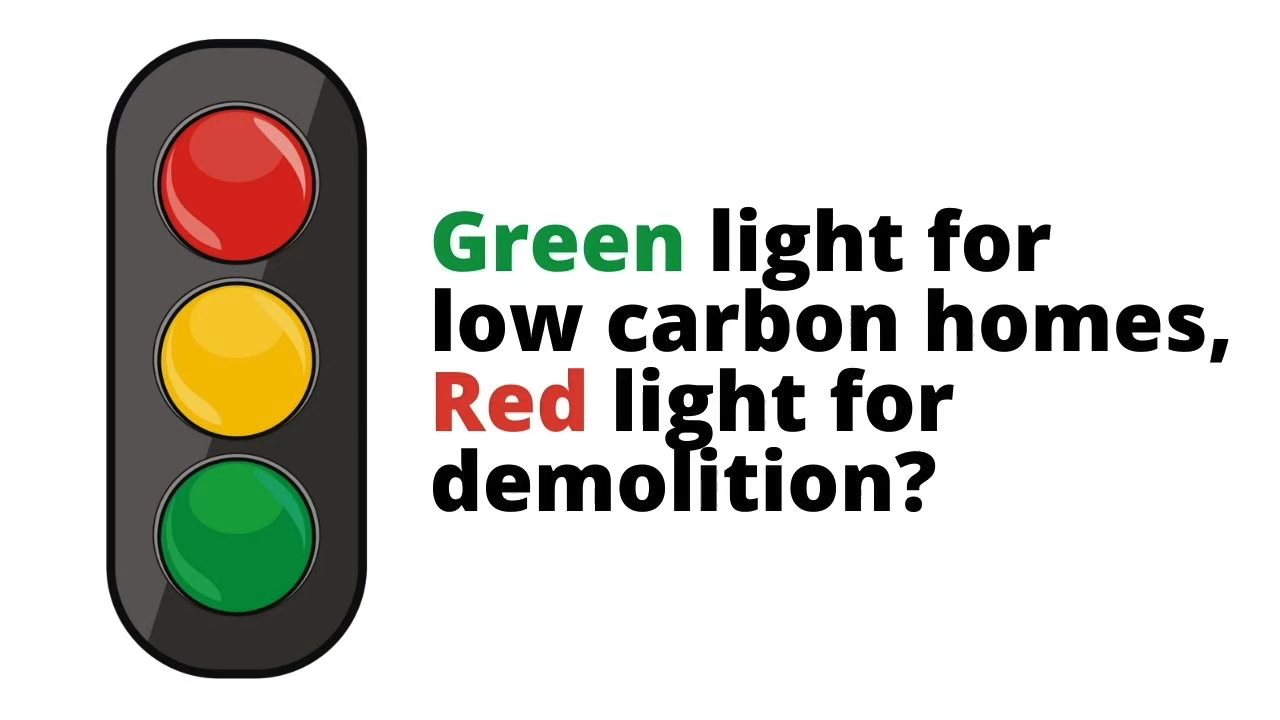 Green light for
low carbon homes,
Red light for
demolition?